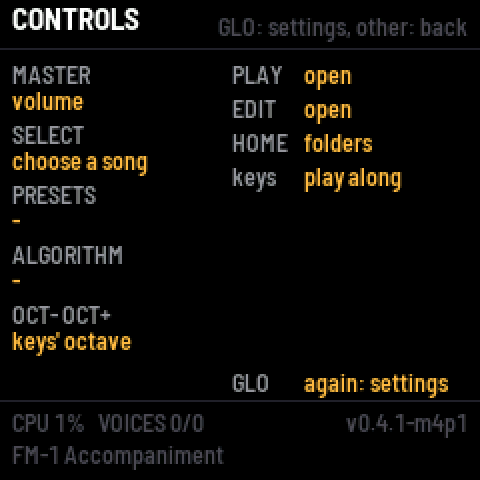 CONTROLS
GLO: settings, other: back
MASTER
volume
SELECT
choose a song
PRESETS
-
ALGORITHM
-
OCT- OCT+
keys' octave
PLAY open
EDIT open
HOME folders
keys play along
GLO again: settings
CPU 1% VOICES 0/0
v0.4.1-m4p1
FM-1 Accompaniment